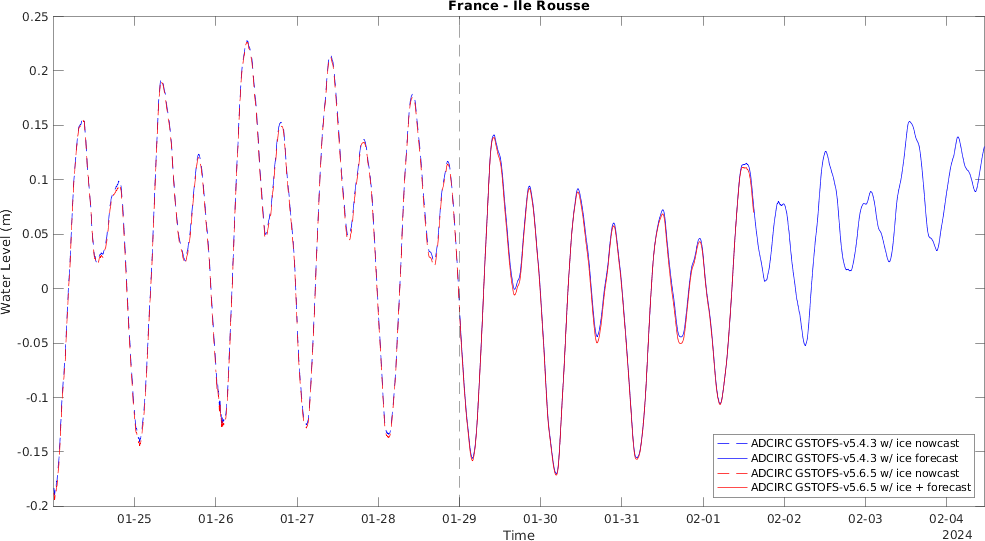 France - Ile Rousse
0.25
0.2
0.15
0.1
0.05
0
-0.05
-0.1
-0.15
-0.2
Water Level (m)
ADCIRC GSTOFS-v5.4.3 w/ ice nowcast
ADCIRC GSTOFS-v5.4.3 w/ ice forecast
ADCIRC GSTOFS-v5.6.5 w/ ice nowcast
ADCIRC GSTOFS-v5.6.5 w/ ice + forecast
01-25 01-26 01-27 01-28 01-29 01-30 01-31 02-01 02-02 02-03 02-04
Time
2024